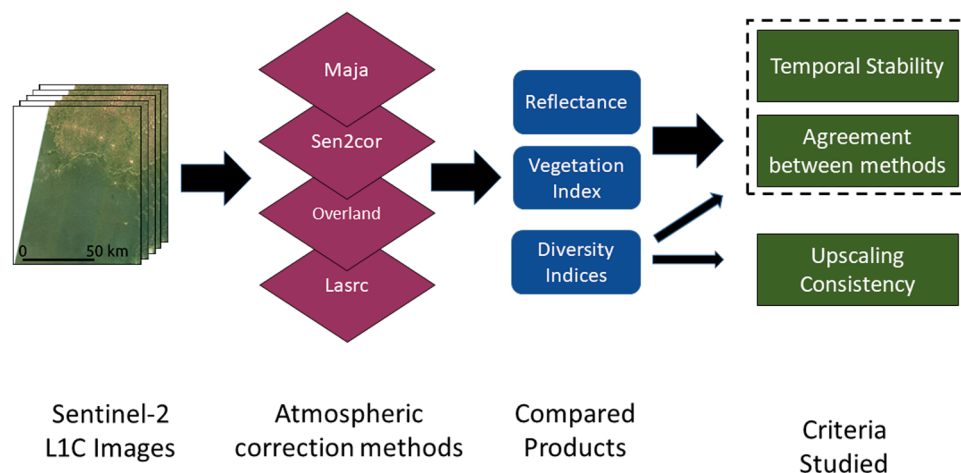 Maja
Sen2cor
Overland
Lasrc
0 50 km
Reflectance
Vegetation
Index
Diversity
Indices
Temporal Stability
Agreement
between methods
Upscaling
Consistency
Sentinel-2
L1C Images
Atmospheric
correction methods
Compared
Products
Criteria
Studied